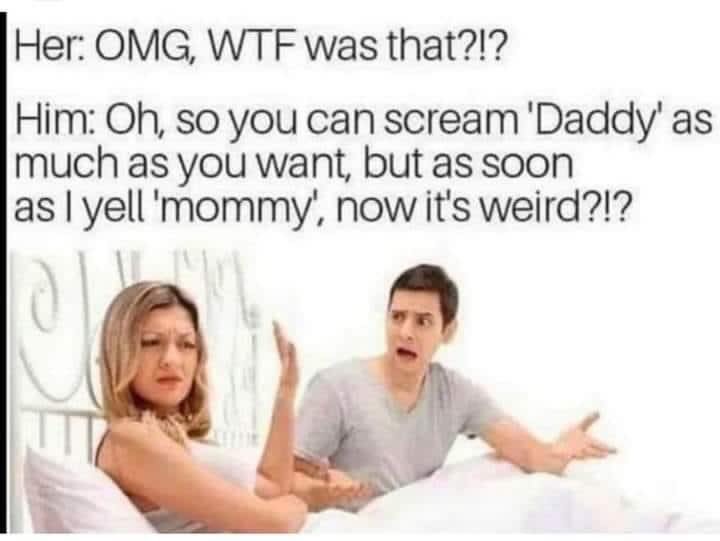 Her: OMG, WTF was that?!?
Him: Oh, so you can scream 'Daddy' as
much as you want, but as soon
as I yell 'mommy', now it's weird?!?